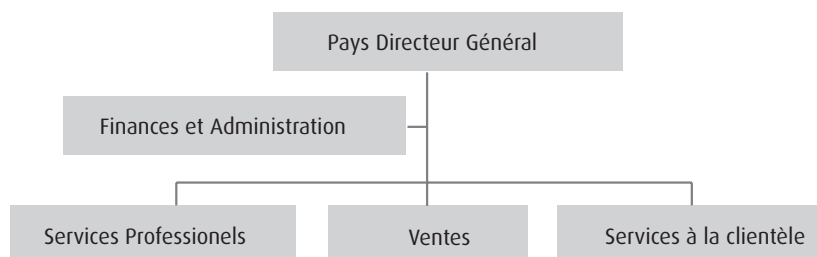 Pays Directeur Général
Finances et Administration
Services Professionels
Ventes
Services à la clientèle